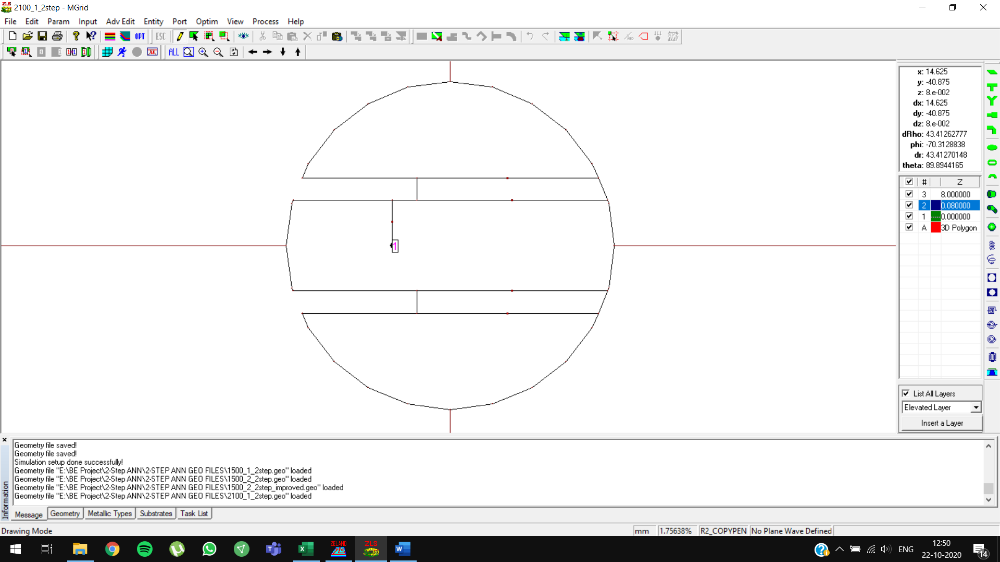 2100_1_2step - MGrid
File Edit Param Input Adv Edit Entity Port Optim View Process Help
OPT ESC
ALL
x: 14.625
y: -40.875
z: 8.e-002
dx: 14.625
dy: -40.875
dz: 8.e-002
dRho: 43.41262777
phi: -70.3128838
dr: 43.41270148
theta: 89.8944165
# Z
3 8.000000
2 0.080000
1 0.000000
A 3D Polygon
1
List All Layers
Elevated Layer
Insert a Layer
Information
Geometry file saved!
Geometry file saved!
Simulation setup done successfully!
Geometry file "E:\BE Project\2-Step ANN\2-STEP ANN GEO FILES\1500_1_2step.geo" loaded
Geometry file "E:\BE Project\2-Step ANN\2-STEP ANN GEO FILES\1500_2_2step.geo" loaded
Geometry file "E:\BE Project\2-Step ANN\2-STEP ANN GEO FILES\1500_2_2step_improved.geo" loaded
Geometry file "E:\BE Project\2-Step ANN\2-STEP ANN GEO FILES\2100_1_2step.geo" loaded
Message Geometry Metallic Types Substrates Task List
Drawing Mode mm 1.75638% R2_COPYPEN No Plane Wave Defined
ZELAND ZLS
ENG
12:50
22-10-2020
14